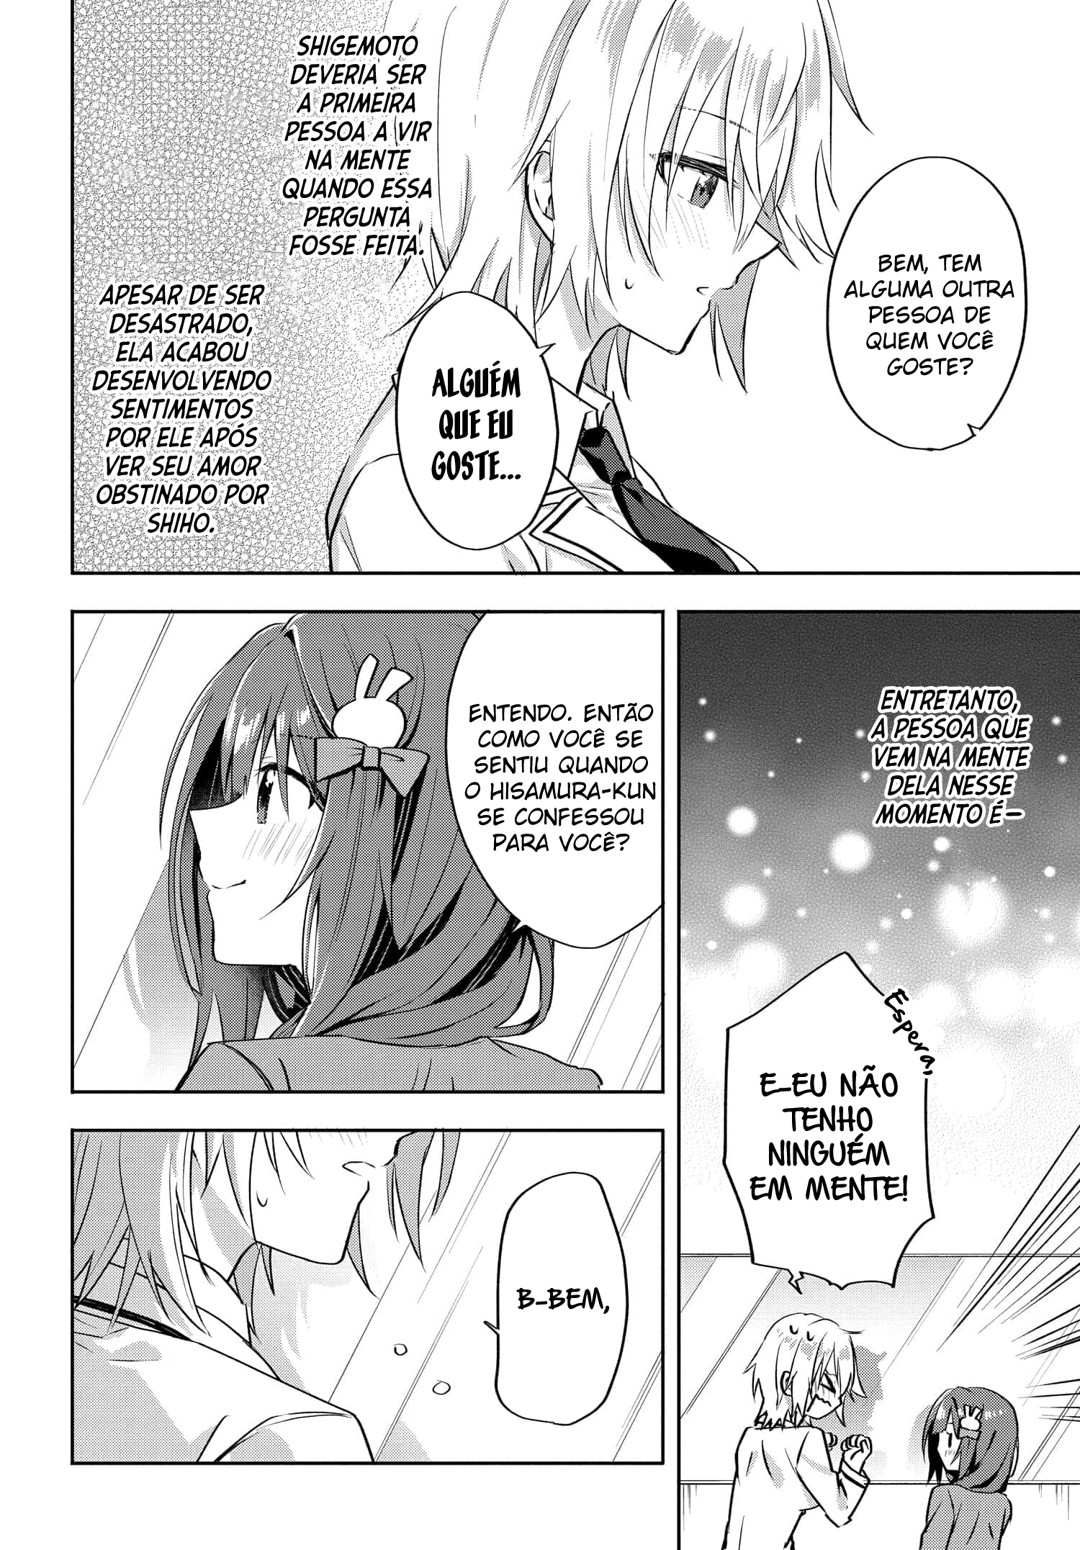 BEM, TEM
ALGUMA OUTRA
PESSOA DE
QUEM VOCÊ
GOSTE?
ALGUÉM
QUE EU
GOSTE...
SHIGEMOTO
DEVERIA SER
A PRIMEIRA
PESSOA A VIR
NA MENTE
QUANDO ESSA
PERGUNTA
FOSSE FEITA.
APESAR DE SER
DESASTRADO,
ELA ACABOU
DESENVOLVENDO
SENTIMENTOS
POR ELE APÓS
VER SEU AMOR
OBSTINADO POR
SHIHO.
ENTRETANTO,
A PESSOA QUE
VEM NA MENTE
DELA NESSE
MOMENTO É—
Espera,
E-EU NÃO
TENHO
NINGUÉM
EM MENTE!
ENTENDO. ENTÃO
COMO VOCÊ SE
SENTIU QUANDO
O HISAMURA-KUN
SE CONFESSOU
PARA VOCÊ?
B-BEM,